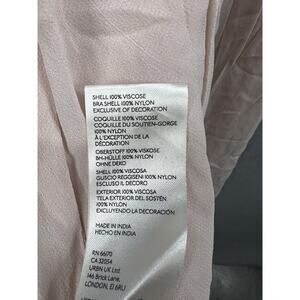 SHELL 100% VISCOSE
BRA SHELL 100% NYLON
EXCLUSIVE OF DECORATION
COQUILLE 100% VISCOSE
COQUILLE DU SOUTIEN-GORGE
100% NYLON
À L'EXCEPTION DE LA
DÉCORATION
OBERSTOFF 100% VISKOSE
BH-HÜLLE 100% NYLON
OHNE DEKO
SHELL 100% VISCOSA
GUSCIO REGGISENI 100% NYLON
ESCLUSO IL DECORO
EXTERIOR 100% VISCOSA
TELA EXTERIOR DEL SOSTÉN
100% NYLON
EXCLUYENDO LA DECORACIÓN
MADE IN INDIA
HECHO EN INDIA
RN 66170
CA 32054
URBN UK Ltd
146 Brick Lane,
LONDON, E1 6RU